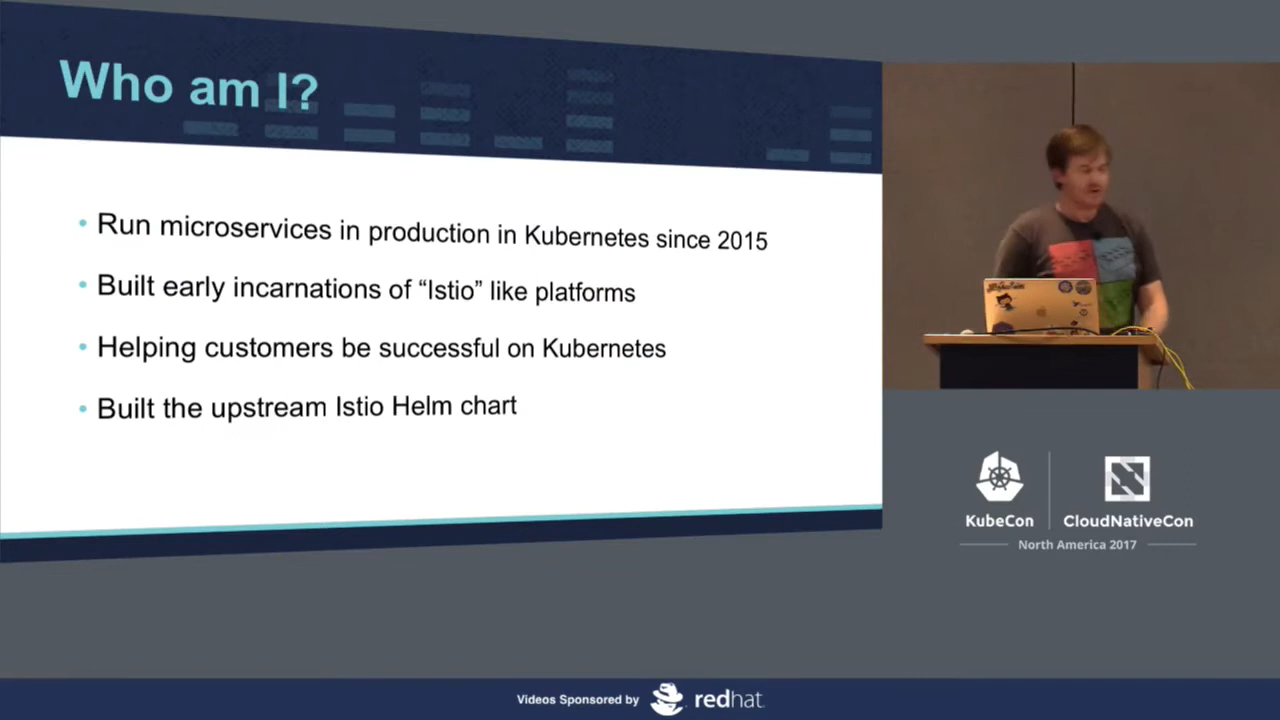 Who am I?
• Run microservices in production in Kubernetes since 2015
• Built early incarnations of “Istio” like platforms
• Helping customers be successful on Kubernetes
• Built the upstream Istio Helm chart
KubeCon
CloudNativeCon
North America 2017
Videos Sponsored by
redhat.